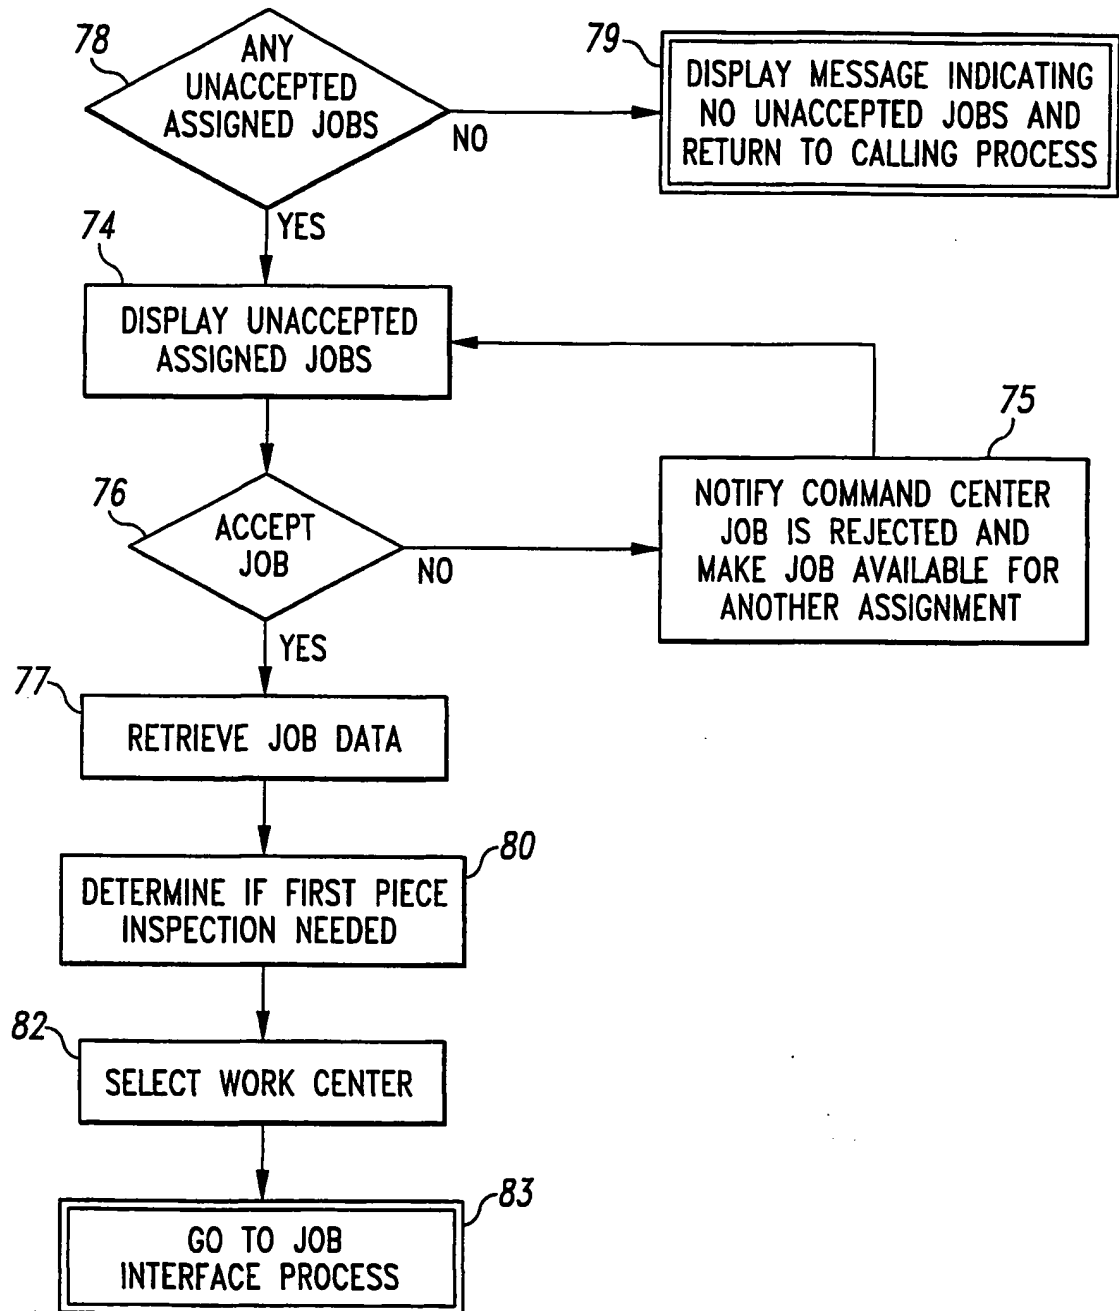 78
ANY
UNACCEPTED
ASSIGNED JOBS
NO
79
DISPLAY MESSAGE INDICATING
NO UNACCEPTED JOBS AND
RETURN TO CALLING PROCESS
YES
74
DISPLAY UNACCEPTED
ASSIGNED JOBS
75
NOTIFY COMMAND CENTER
JOB IS REJECTED AND
MAKE JOB AVAILABLE FOR
ANOTHER ASSIGNMENT
76
ACCEPT
JOB
NO
YES
77
RETRIEVE JOB DATA
80
DETERMINE IF FIRST PIECE
INSPECTION NEEDED
82
SELECT WORK CENTER
83
GO TO JOB
INTERFACE PROCESS